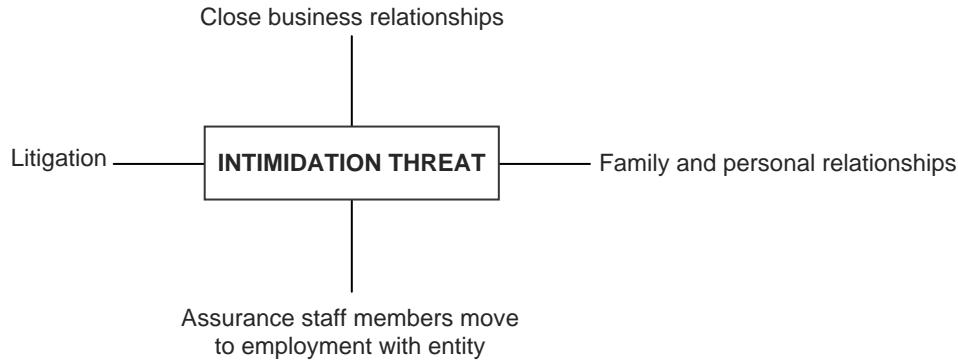 Close business relationships
Litigation
INTIMIDATION THREAT
Family and personal relationships
Assurance staff members move
to employment with entity